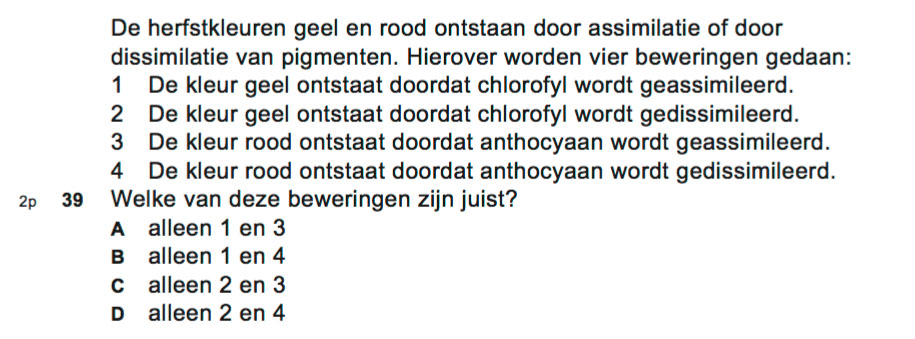 De herfstkleuren geel en rood ontstaan door assimilatie of door
dissimilatie van pigmenten. Hierover worden vier beweringen gedaan:
1 De kleur geel ontstaat doordat chlorofyl wordt geassimileerd.
2 De kleur geel ontstaat doordat chlorofyl wordt gedissimileerd.
3 De kleur rood ontstaat doordat anthocyaan wordt geassimileerd.
4 De kleur rood ontstaat doordat anthocyaan wordt gedissimileerd.
2p 39 Welke van deze beweringen zijn juist?
A alleen 1 en 3
B alleen 1 en 4
C alleen 2 en 3
D alleen 2 en 4